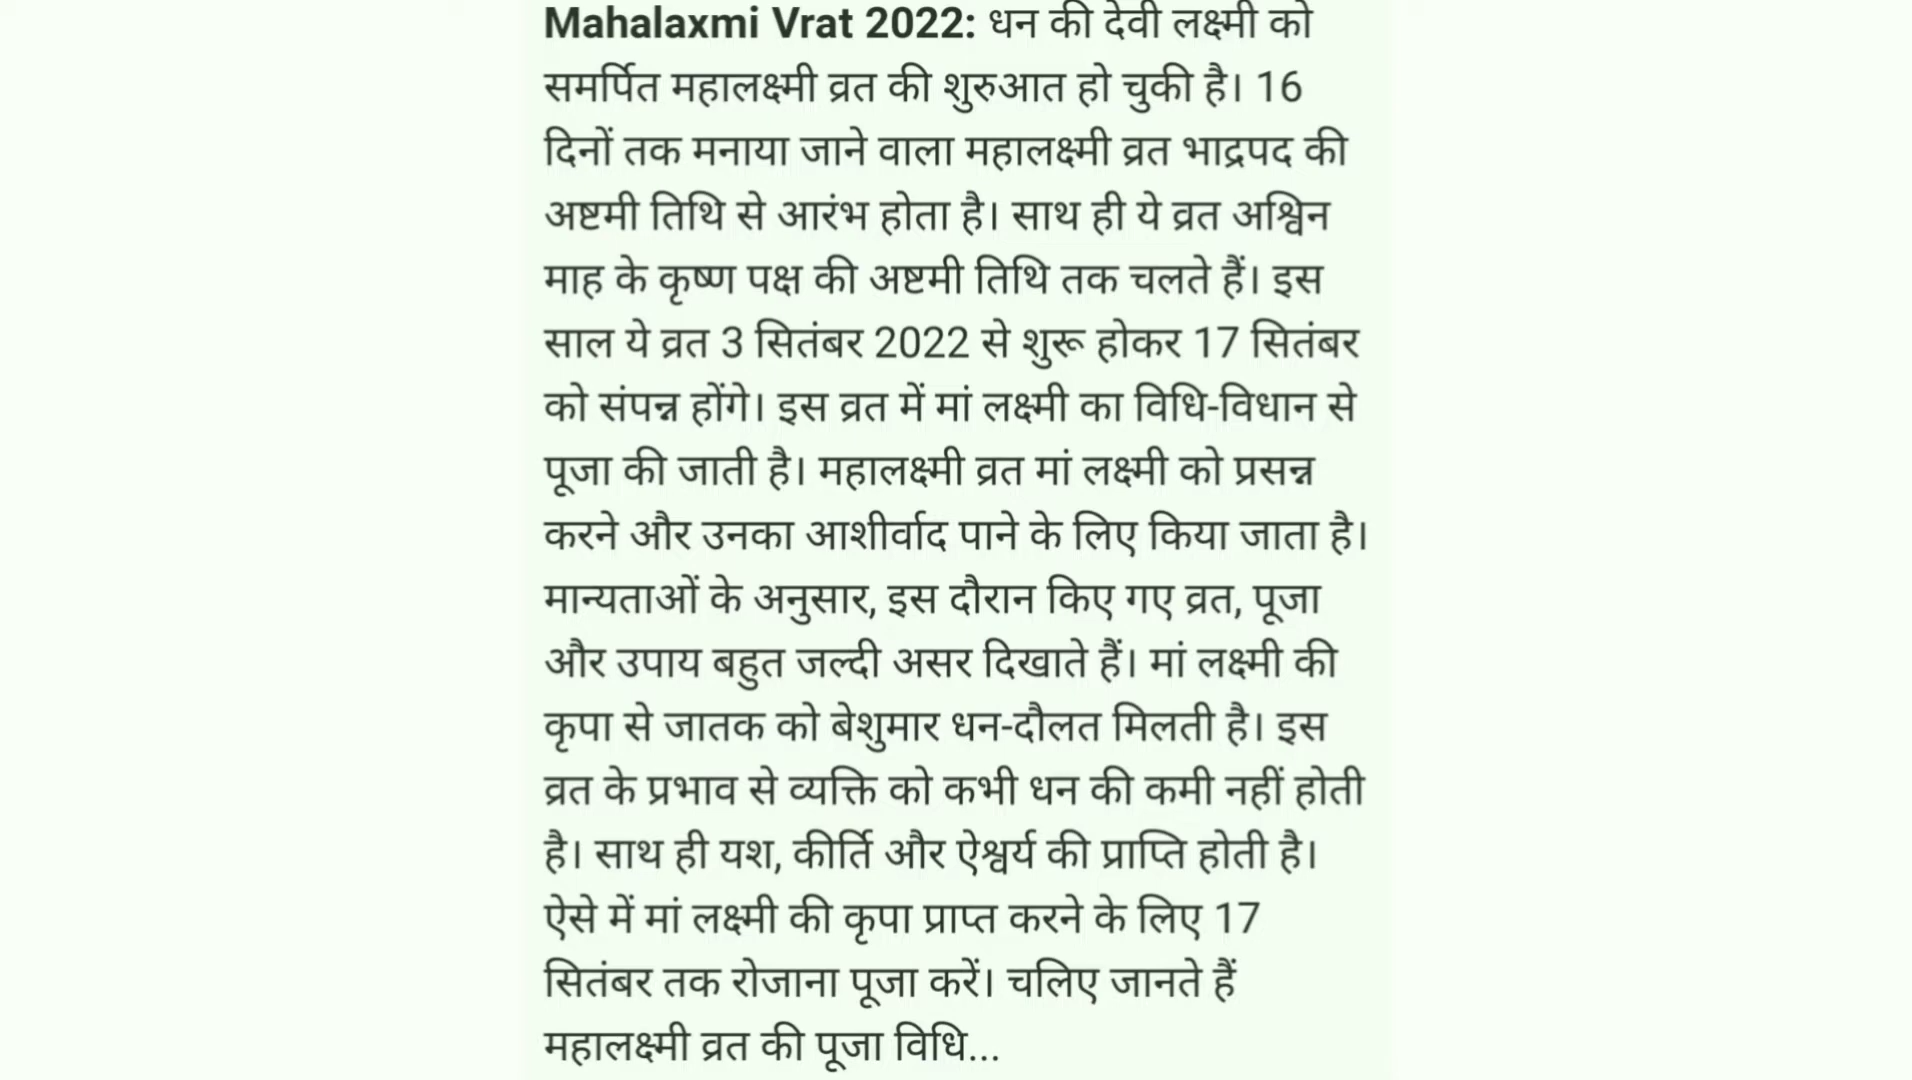 Mahalaxmi Vrat 2022: धन की देवी लक्ष्मी को
समर्पित महालक्ष्मी व्रत की शुरुआत हो चुकी है। 16
दिनों तक मनाया जाने वाला महालक्ष्मी व्रत भाद्रपद की
अष्टमी तिथि से आरंभ होता है। साथ ही ये व्रत अश्विन
माह के कृष्ण पक्ष की अष्टमी तिथि तक चलते हैं। इस
साल ये व्रत 3 सितंबर 2022 से शुरू होकर 17 सितंबर
को संपन्न होंगे। इस व्रत में मां लक्ष्मी का विधि-विधान से
पूजा की जाती है। महालक्ष्मी व्रत मां लक्ष्मी को प्रसन्न
करने और उनका आशीर्वाद पाने के लिए किया जाता है।
मान्यताओं के अनुसार, इस दौरान किए गए व्रत, पूजा
और उपाय बहुत जल्दी असर दिखाते हैं। मां लक्ष्मी की
कृपा से जातक को बेशुमार धन-दौलत मिलती है। इस
व्रत के प्रभाव से व्यक्ति को कभी धन की कमी नहीं होती
है। साथ ही यश, कीर्ति और ऐश्वर्य की प्राप्ति होती है।
ऐसे में मां लक्ष्मी की कृपा प्राप्त करने के लिए 17
सितंबर तक रोजाना पूजा करें। चलिए जानते हैं
महालक्ष्मी व्रत की पूजा विधि...